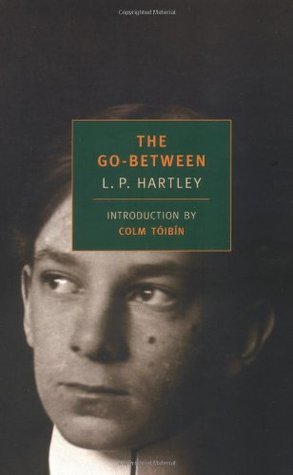 THE
GO-BETWEEN
L. P. HARTLEY
INTRODUCTION BY
COLM TÓIBÍN